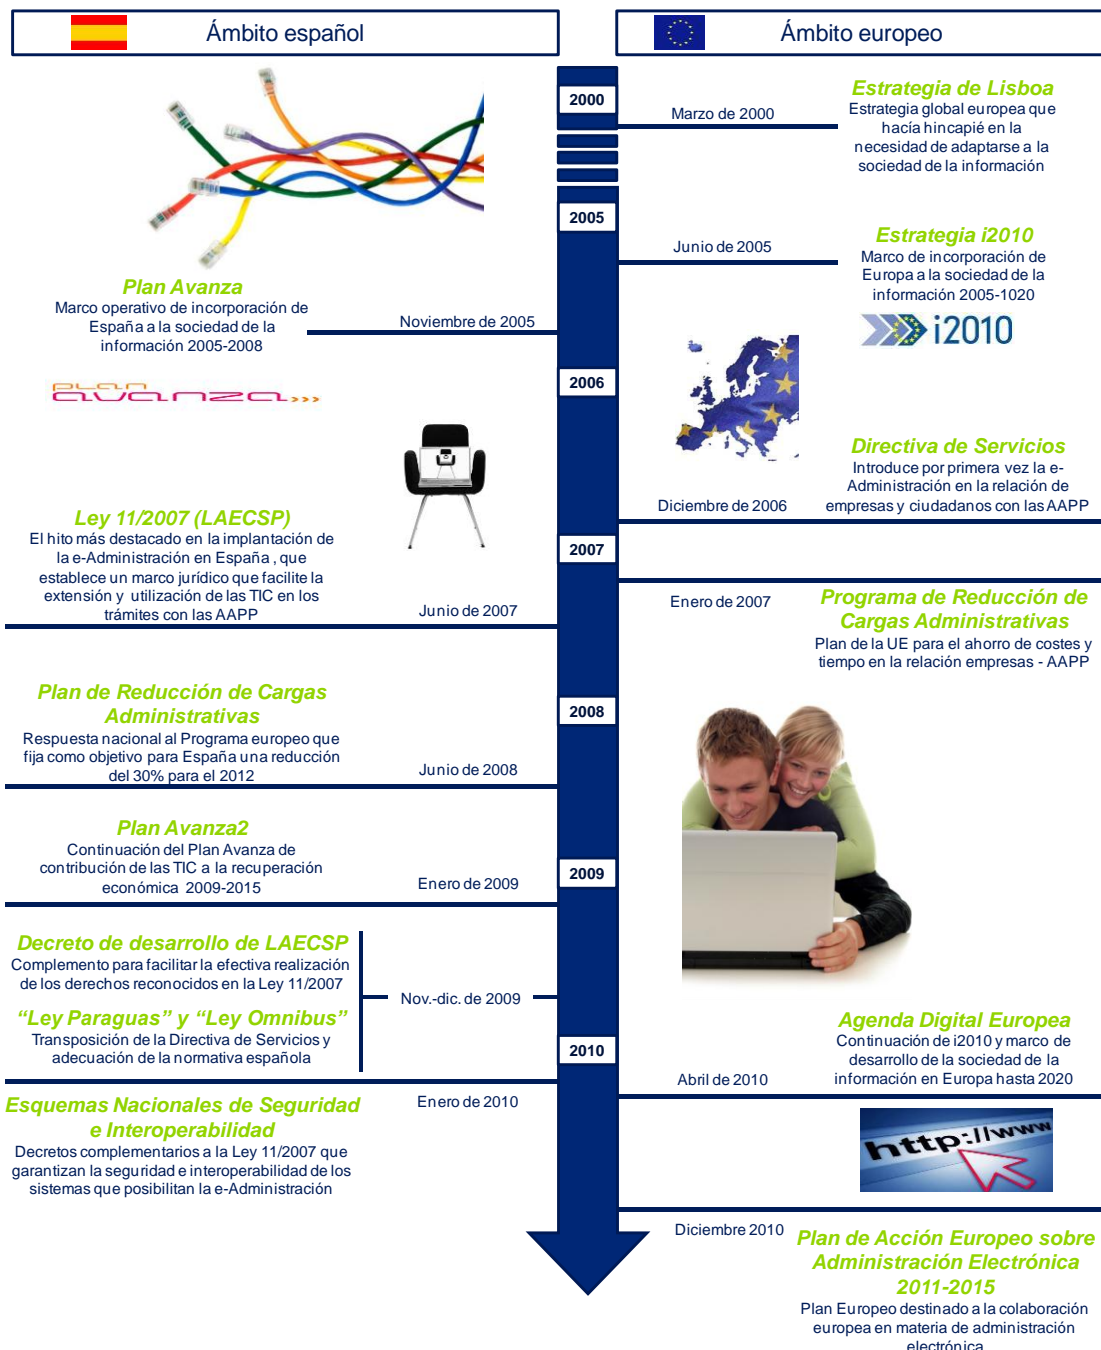 Ámbito español
Ámbito europeo
2000
Marzo de 2000
Estrategia de Lisboa
Estrategia global europea que
hacía hincapié en la
necesidad de adaptarse a la
sociedad de la información
2005
Junio de 2005
Estrategia i2010
Marco de incorporación de
Europa a la sociedad de la
información 2005-1020
i2010
Plan Avanza
Marco operativo de incorporación de
España a la sociedad de la
información 2005-2008
Noviembre de 2005
PLAN
avanza
2006
Directiva de Servicios
Introduce por primera vez la e-
Administración en la relación de
empresas y ciudadanos con las AAPP
Diciembre de 2006
Ley 11/2007 (LAECSP)
El hito más destacado en la implantación de
la e-Administración en España , que
establece un marco jurídico que facilite la
extensión y utilización de las TIC en los
trámites con las AAPP
Junio de 2007
2007
Enero de 2007
Programa de Reducción de
Cargas Administrativas
Plan de la UE para el ahorro de costes y
tiempo en la relación empresas - AAPP
Plan de Reducción de Cargas
Administrativas
Respuesta nacional al Programa europeo que
fija como objetivo para España una reducción
del 30% para el 2012
Junio de 2008
2008
Plan Avanza2
Continuación del Plan Avanza de
contribución de las TIC a la recuperación
económica 2009-2015
Enero de 2009
2009
Decreto de desarrollo de LAECSP
Complemento para facilitar la efectiva realización
de los derechos reconocidos en la Ley 11/2007
Nov.-dic. de 2009
“Ley Paraguas” y “Ley Omnibus”
Transposición de la Directiva de Servicios y
adecuación de la normativa española
2010
Agenda Digital Europea
Continuación de i2010 y marco de
desarrollo de la sociedad de la
información en Europa hasta 2020
Abril de 2010
Esquemas Nacionales de Seguridad
e Interoperabilidad
Decretos complementarios a la Ley 11/2007 que
garantizan la seguridad e interoperabilidad de los
sistemas que posibilitan la e-Administración
Enero de 2010
http://www
Diciembre 2010
Plan de Acción Europeo sobre
Administración Electrónica
2011-2015
Plan Europeo destinado a la colaboración
europea en materia de administración
electrónica